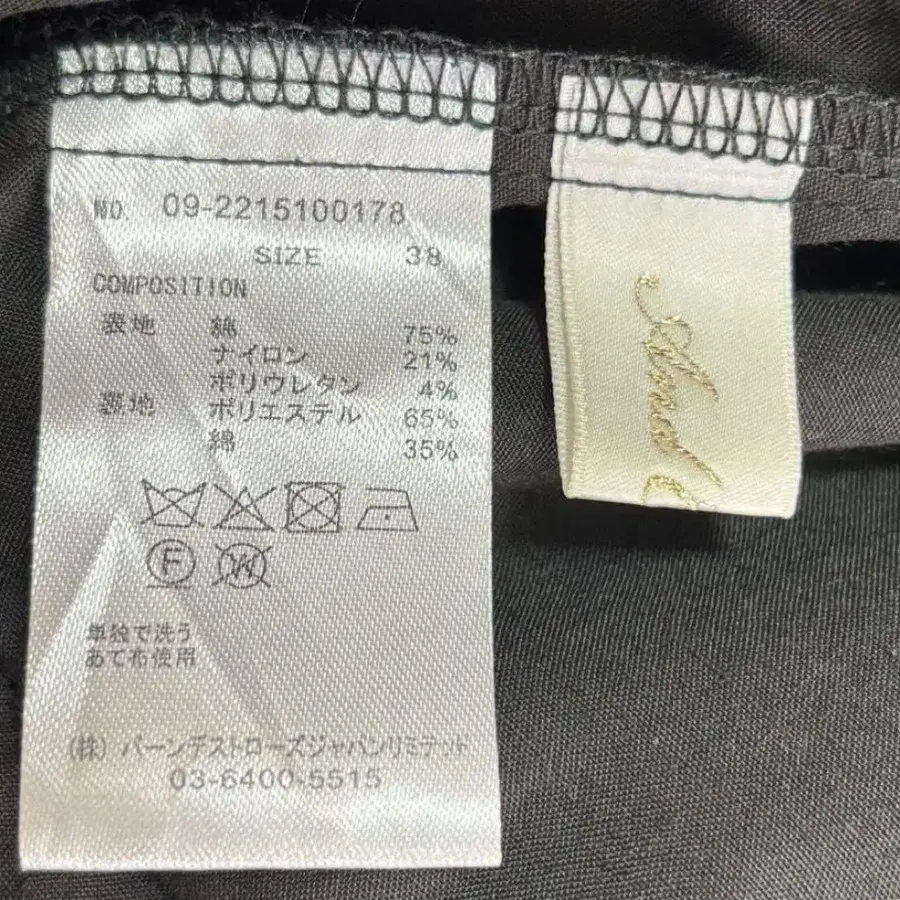 NO. 09-2215100178
SIZE 38
COMPOSITION
表地 綿 75%
ナイロン 21%
ポリウレタン 4%
裏地 ポリエステル 65%
綿 35%
F
W
単独で洗う
あて布使用
(株) バーンデストローズジャパンリミテッド
03-6400-5515